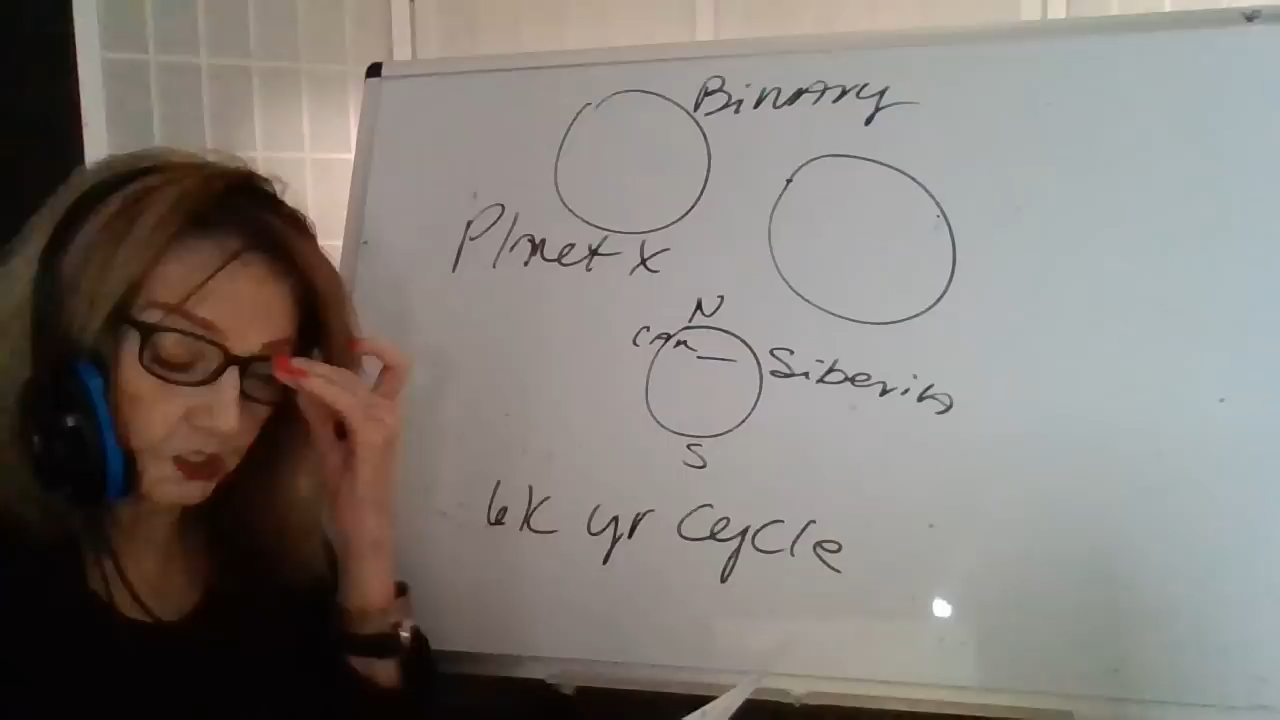 Binary
Planet x
N
Can
Siberia
S
6K yr Cycle